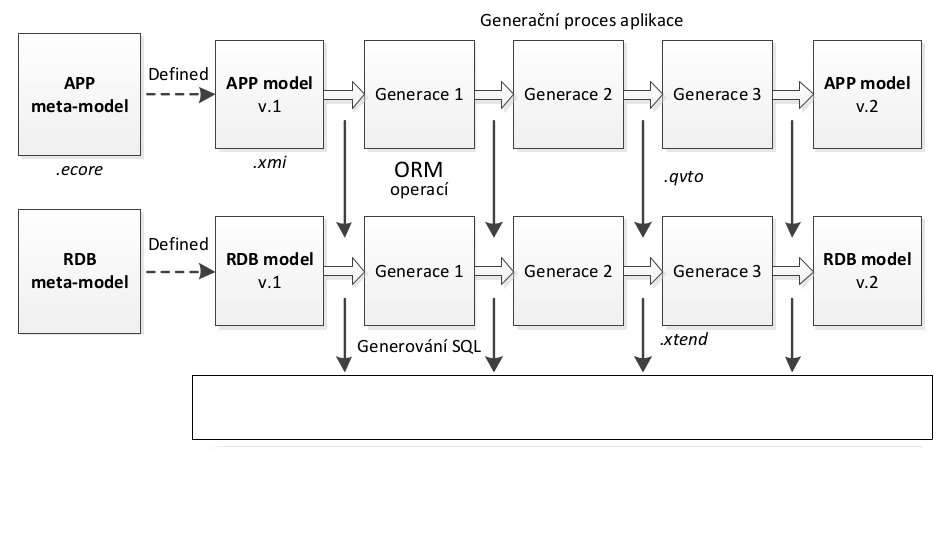 Generační proces aplikace
APP
meta-model
Defined
APP model
v.1
Generace 1
Generace 2
Generace 3
APP model
v.2
.ecore
.xmi
ORM
operací
.qvto
RDB
meta-model
Defined
RDB model
v.1
Generace 1
Generace 2
Generace 3
RDB model
v.2
Generování SQL
.xtend